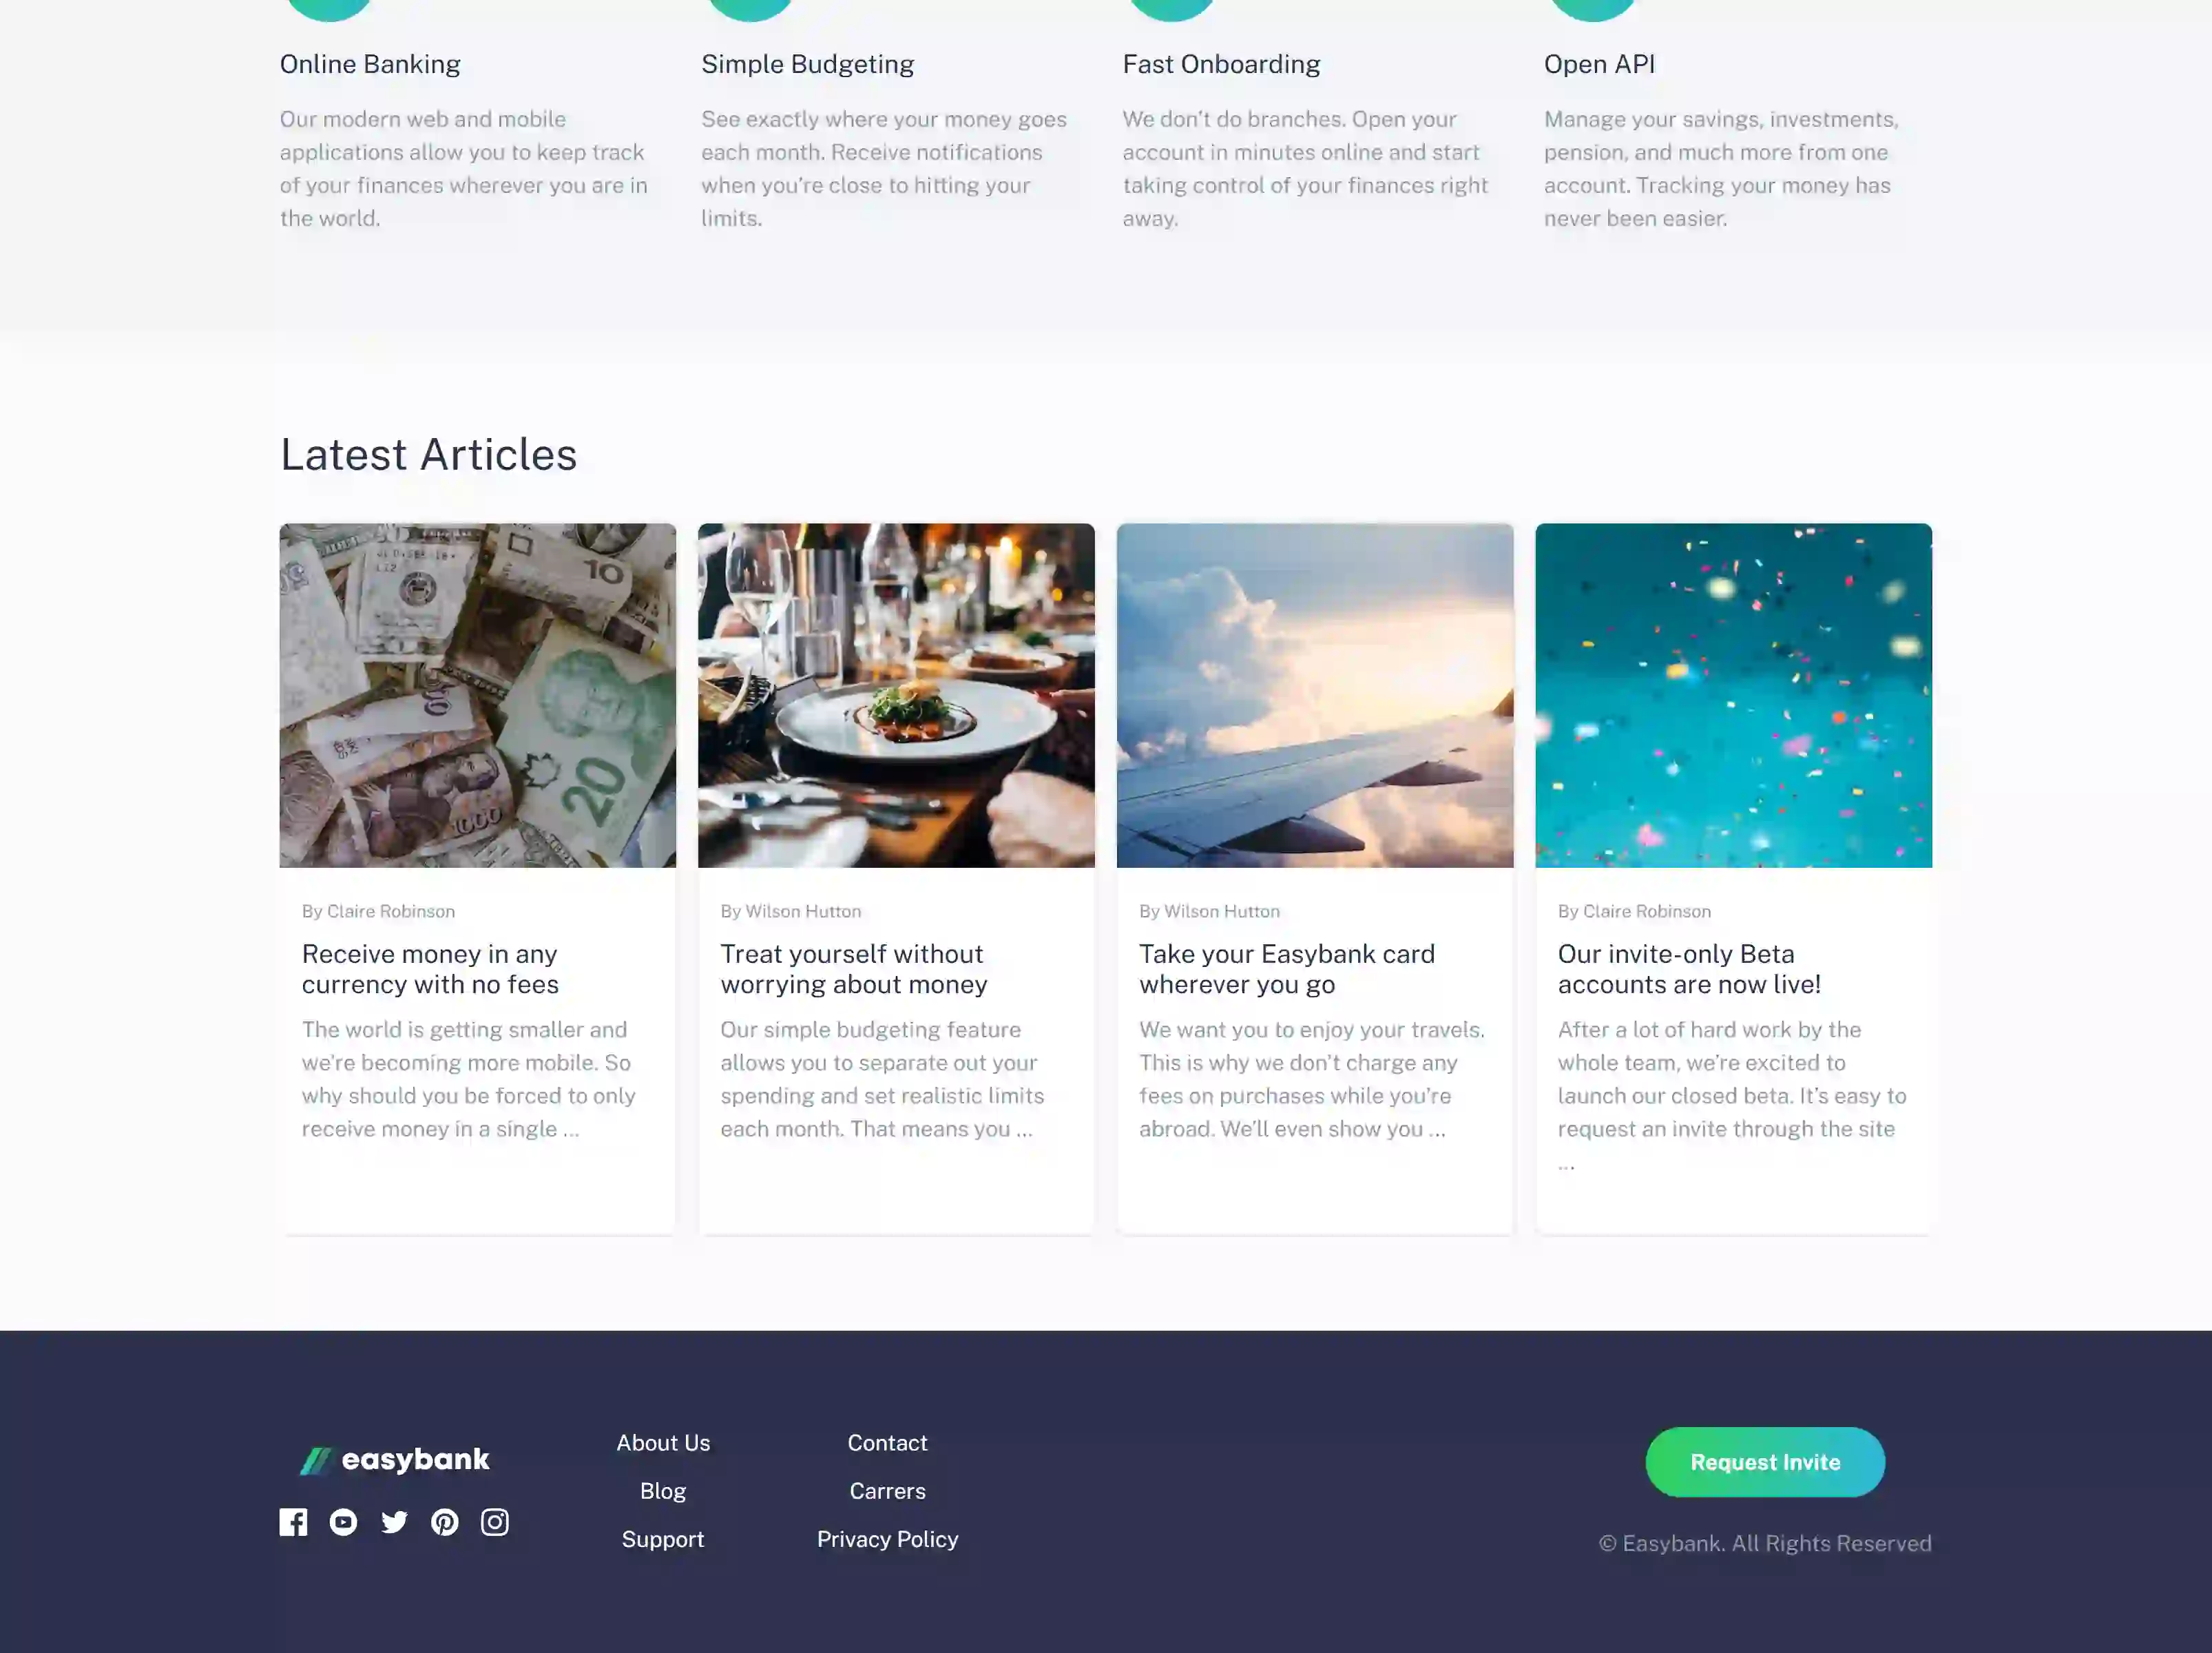 Online Banking
Our modern web and mobile
applications allow you to keep track
of your finances wherever you are in
the world.
Simple Budgeting
See exactly where your money goes
each month. Receive notifications
when you’re close to hitting your
limits.
Fast Onboarding
We don’t do branches. Open your
account in minutes online and start
taking control of your finances right
away.
Open API
Manage your savings, investments,
pension, and much more from one
account. Tracking your money has
never been easier.
Latest Articles
10
20
1000
By Claire Robinson
Receive money in any
currency with no fees
The world is getting smaller and
we’re becoming more mobile. So
why should you be forced to only
receive money in a single ...
By Wilson Hutton
Treat yourself without
worrying about money
Our simple budgeting feature
allows you to separate out your
spending and set realistic limits
each month. That means you ...
By Wilson Hutton
Take your Easybank card
wherever you go
We want you to enjoy your travels.
This is why we don’t charge any
fees on purchases while you’re
abroad. We’ll even show you ...
By Claire Robinson
Our invite-only Beta
accounts are now live!
After a lot of hard work by the
whole team, we’re excited to
launch our closed beta. It’s easy to
request an invite through the site
...
easybank
About Us
Blog
Support
Contact
Carrers
Privacy Policy
Request Invite
© Easybank. All Rights Reserved